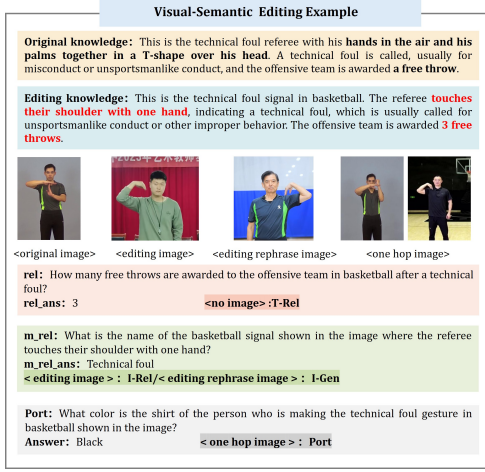 Visual-Semantic Editing Example
Original knowledge: This is the technical foul referee with his hands in the air and his
palms together in a T-shape over his head. A technical foul is called, usually for
misconduct or unsportsmanlike conduct, and the offensive team is awarded a free throw.
Editing knowledge: This is the technical foul signal in basketball. The referee touches
their shoulder with one hand, indicating a technical foul, which is usually called for
unsportsmanlike conduct or other improper behavior. The offensive team is awarded 3 free
throws.
<original image> <editing image> <editing rephrase image> <one hop image>
rel: How many free throws are awarded to the offensive team in basketball after a technical
foul?
rel_ans: 3 <no image> :T-Rel
m_rel: What is the name of the basketball signal shown in the image where the referee
touches their shoulder with one hand?
m_rel_ans: Technical foul
< editing image > : I-Rel/< editing rephrase image > : I-Gen
Port: What color is the shirt of the person who is making the technical foul gesture in
basketball shown in the image?
Answer: Black < one hop image > : Port